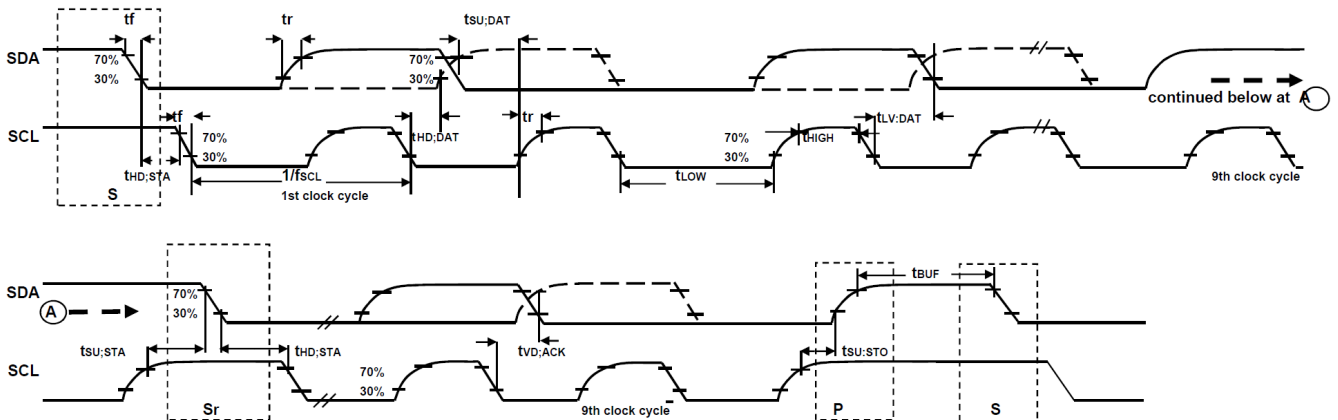 tf tr tSU;DAT
SDA 70% 70%
30% 30%
continued below at A
tf tHD;DAT tr tHIGH tLV:DAT
SCL 70% 70%
30% 30%
tHD;STA 1/fSCL tLOW
S 1st clock cycle 9th clock cycle
tBUF
SDA 70%
A 30%
tSU;STA tHD;STA tVD;ACK tSU:STO
SCL 70%
30%
Sr 9th clock cycle P S